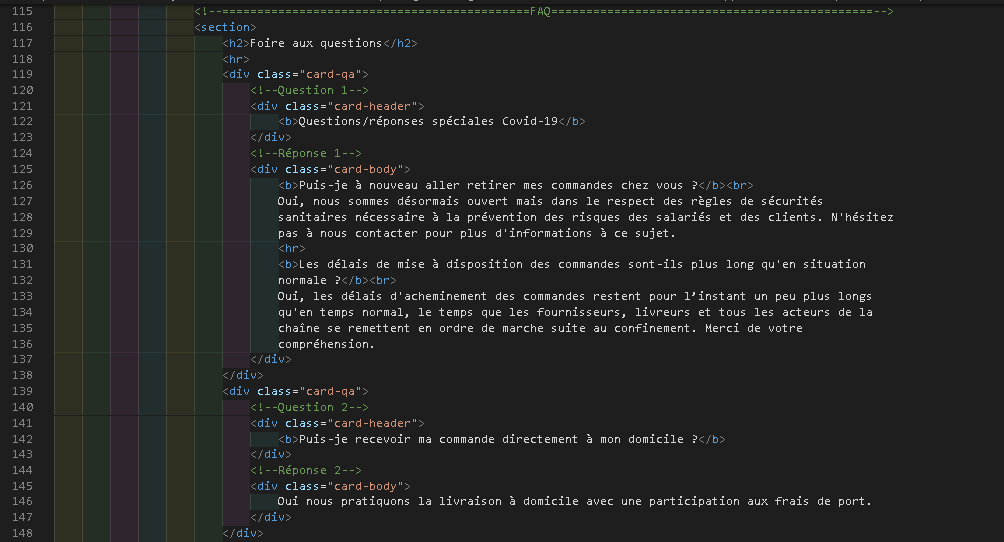 115 <!--============================================FAQ==============================================-->
116 <section>
117 <h2>Foire aux questions</h2>
118 <hr>
119 <div class="card-qa">
120 <!--Question 1-->
121 <div class="card-header">
122 <b>Questions/réponses spéciales Covid-19</b>
123 </div>
124 <!--Réponse 1-->
125 <div class="card-body">
126 <b>Puis-je à nouveau aller retirer mes commandes chez vous ?</b><br>
127 Oui, nous sommes désormais ouvert mais dans le respect des règles de sécurités
128 sanitaires nécessaire à la prévention des risques des salariés et des clients. N'hésitez
129 pas à nous contacter pour plus d'informations à ce sujet.
130 <hr>
131 <b>Les délais de mise à disposition des commandes sont-ils plus long qu'en situation
132 normale ?</b><br>
133 Oui, les délais d'acheminement des commandes restent pour l’instant un peu plus longs
134 qu'en temps normal, le temps que les fournisseurs, livreurs et tous les acteurs de la
135 chaîne se remettent en ordre de marche suite au confinement. Merci de votre
136 compréhension.
137 </div>
138 </div>
139 <div class="card-qa">
140 <!--Question 2-->
141 <div class="card-header">
142 <b>Puis-je recevoir ma commande directement à mon domicile ?</b>
143 </div>
144 <!--Réponse 2-->
145 <div class="card-body">
146 Oui nous pratiquons la livraison à domicile avec une participation aux frais de port.
147 </div>
148 </div>